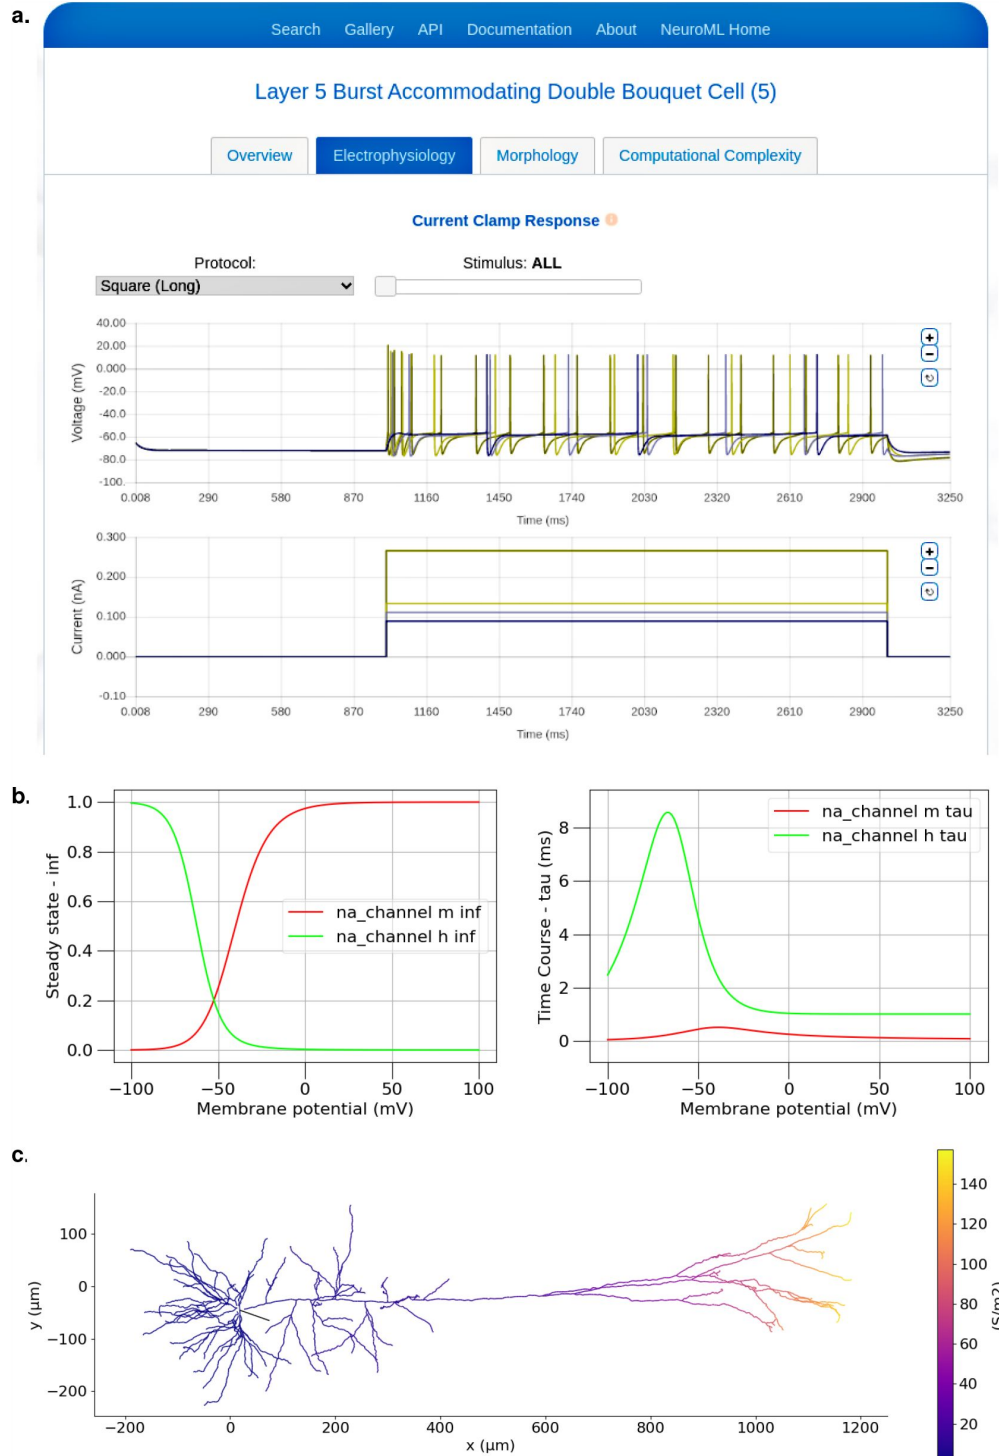 a.
Search Gallery API Documentation About NeuroML Home
Layer 5 Burst Accommodating Double Bouquet Cell (5)
Overview Electrophysiology Morphology Computational Complexity
Current Clamp Response
Protocol: Stimulus: ALL
Square (Long)
40.00
20.00
0.000
-20.0
-40.0
-60.0
-80.0
-100.
Voltage (mV)
0.008 290 580 870 1160 1450 1740 2030 2320 2610 2900 3250
Time (ms)
0.300
0.200
0.100
0.000
-0.10
Current (nA)
0.008 290 580 870 1160 1450 1740 2030 2320 2610 2900 3250
Time (ms)
b.
1.0
0.8
0.6
0.4
0.2
0.0
Steady state - inf
na_channel m inf
na_channel h inf
−100 −50 0 50 100
Membrane potential (mV)
8
6
4
2
0
Time Course - tau (ms)
na_channel m tau
na_channel h tau
−100 −50 0 50 100
Membrane potential (mV)
c.
100
0
−100
−200
y (μm)
−200 0 200 400 600 800 1000 1200
x (μm)
140
120
100
80
60
40
20
(S/m2)